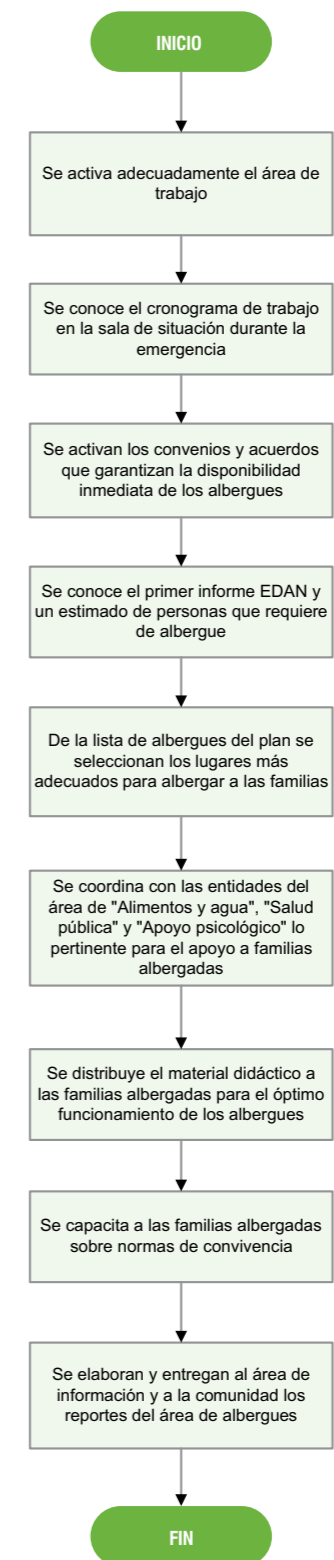 INICIO
Se activa adecuadamente el área de
trabajo
Se conoce el cronograma de trabajo
en la sala de situación durante la
emergencia
Se activan los convenios y acuerdos
que garantizan la disponibilidad
inmediata de los albergues
Se conoce el primer informe EDAN y
un estimado de personas que requiere
de albergue
De la lista de albergues del plan se
seleccionan los lugares más
adecuados para albergar a las familias
Se coordina con las entidades del
área de "Alimentos y agua", "Salud
pública" y "Apoyo psicológico" lo
pertinente para el apoyo a familias
albergadas
Se distribuye el material didáctico a
las familias albergadas para el óptimo
funcionamiento de los albergues
Se capacita a las familias albergadas
sobre normas de convivencia
Se elaboran y entregan al área de
información y a la comunidad los
reportes del área de albergues
FIN